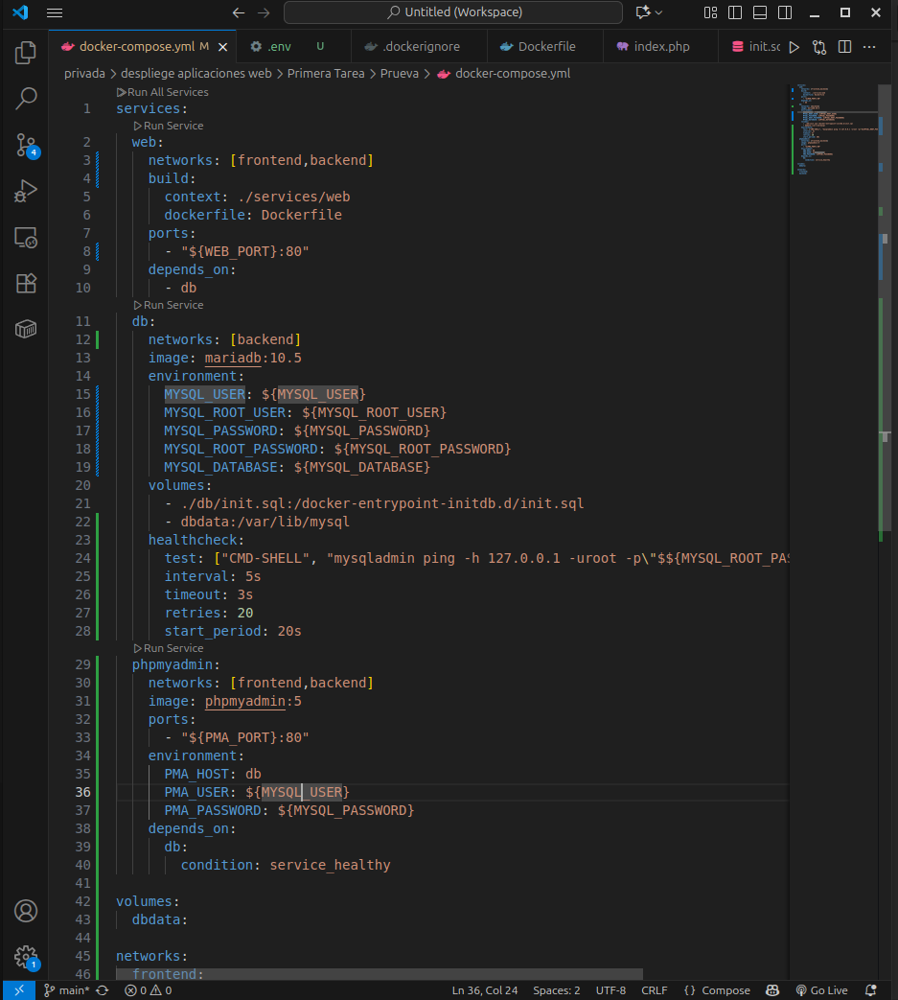 Untitled (Workspace)
docker-compose.yml M
.env U
.dockerignore
Dockerfile
index.php
init.sc
privada > despliege aplicaciones web > Primera Tarea > Prueva > docker-compose.yml
Run All Services
1 services:
Run Service
2 web:
3 networks: [frontend,backend]
4 build:
5 context: ./services/web
6 dockerfile: Dockerfile
7 ports:
8 - "${WEB_PORT}:80"
9 depends_on:
10 - db
Run Service
11 db:
12 networks: [backend]
13 image: mariadb:10.5
14 environment:
15 MYSQL_USER: ${MYSQL_USER}
16 MYSQL_ROOT_USER: ${MYSQL_ROOT_USER}
17 MYSQL_PASSWORD: ${MYSQL_PASSWORD}
18 MYSQL_ROOT_PASSWORD: ${MYSQL_ROOT_PASSWORD}
19 MYSQL_DATABASE: ${MYSQL_DATABASE}
20 volumes:
21 - ./db/init.sql:/docker-entrypoint-initdb.d/init.sql
22 - dbdata:/var/lib/mysql
23 healthcheck:
24 test: ["CMD-SHELL", "mysqladmin ping -h 127.0.0.1 -uroot -p\"$${MYSQL_ROOT_PAS
25 interval: 5s
26 timeout: 3s
27 retries: 20
28 start_period: 20s
Run Service
29 phpmyadmin:
30 networks: [frontend,backend]
31 image: phpmyadmin:5
32 ports:
33 - "${PMA_PORT}:80"
34 environment:
35 PMA_HOST: db
36 PMA_USER: ${MYSQL_USER}
37 PMA_PASSWORD: ${MYSQL_PASSWORD}
38 depends_on:
39 db:
40 condition: service_healthy
41
42 volumes:
43 dbdata:
44
45 networks:
46 frontend:
4
1
main*
0 0
Ln 36, Col 24
Spaces: 2
UTF-8
CRLF
{ } Compose
Go Live